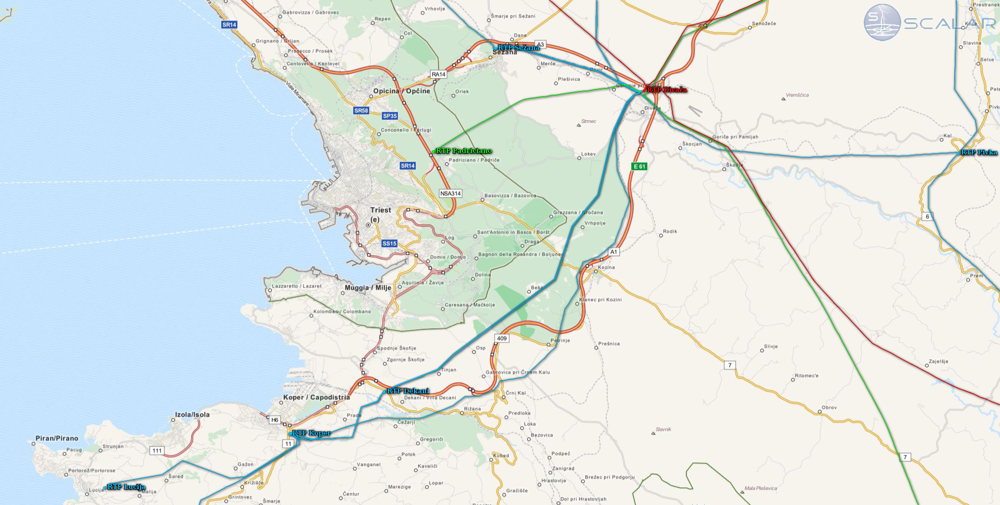 Vrhovlje
Prestranek
Gabrovizza / Gabrovec
Repen
Šmarje pri Sežani
Senožeče
SR14
SCALAR
Col
Dane
Grignano / Grljan
A3
Slavina
RTP Sežana
Sežana
Prosecco / Prosek
Contovello / Kontovel
Merče
Povir
Selce
RA14
Viale Miramare
Plešivica
Opicina / Opčine
Orlek
RTP Divača
Vremščica
SR58
SP35
Divača
Strmec
Conconello / Ferlugi
Goriče pri Famljah
Kal
Škocjan
RTP Padriciano
RTP Pivka
Lokev
Padriciano / Padriče
SR14
E 61
Škoflje
NSA314
Basovizza / Bazovica
Triest
(e)
Grozzana / Gročana
6
Vrhpolje
Sant'Antonio in Bosco / Boršt
Rodik
Log
Draga
SS15
A1
Domio / Domjo
Bagnoli della Rosandra / Boljunec
Kozina
Dolina
Prem
Aquilinia / Žavlje
Lazzaretto / Lazaret
Muggia / Milje
Beka
Klanec pri Kozini
Caresana / Mačkolje
Kolomban / Colombano
409
Petrinje
Prešnica
Osp
Spodnje Škofije
Slivje
Zgornje Škofije
Zajelšje
7
Tinjan
Gabrovica pri Črnem Kalu
Ritomec'e
RTP Dekani
Koper / Capodistria
Dekani / Villa Decani
Črni Kal
Rižana
Obrov
Izola/Isola
H6
Prade
Predloka
Čežarji
Loka
Slavnik
RTP Koper
Bezovica
Piran/Pirano
Gregoriči
11
Pacug
Strunjan
111
Potok
Kubed
Podpeč
7
Gažon
Vanganel
Kavaliči
Zanigrad
Portorož/Portorose
Šared
Brežec pri Podgorju
Hrastovlje
Križišče
RTP Lucija
Lucija
Malija
Marezige
Lopar
Gračišče
Mala Pleševica
Čentur
Grintovec
Šmarje
Dol pri Hrastovljah